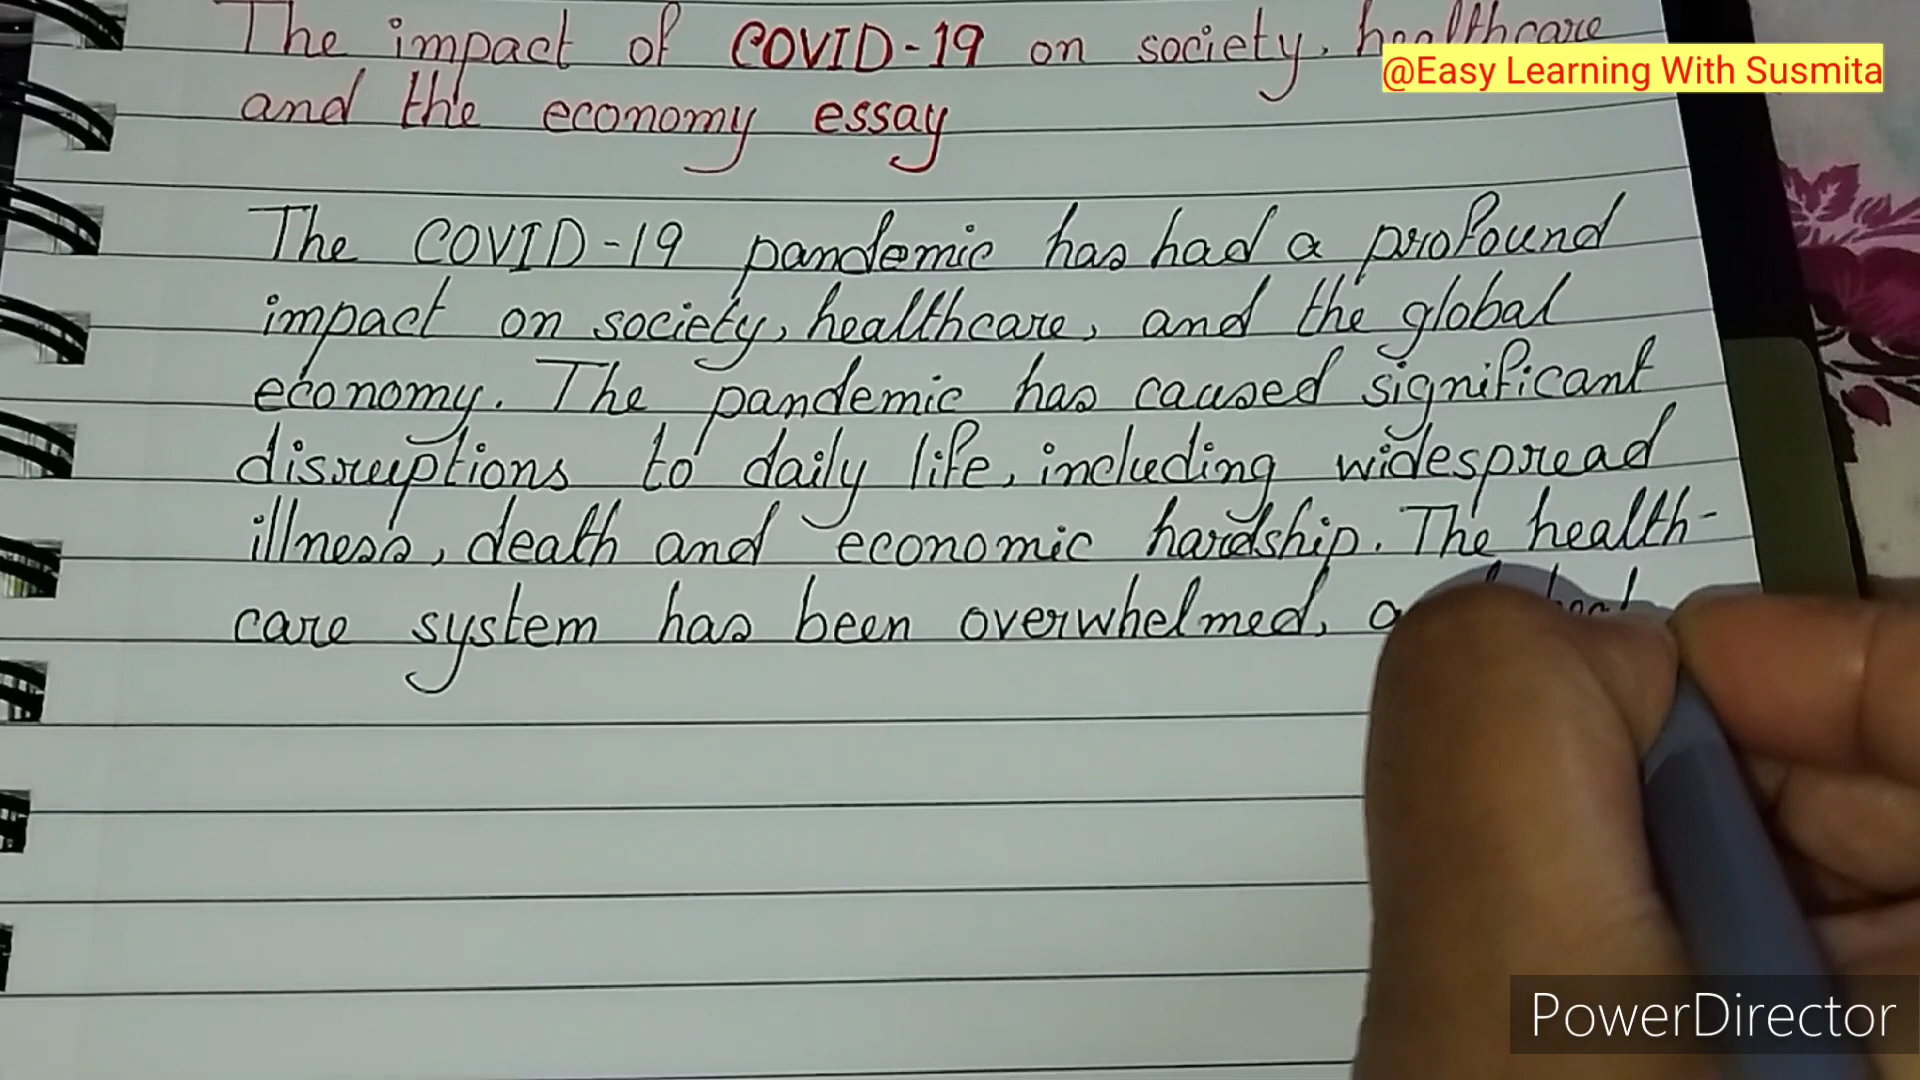 The impact of COVID-19 on society, healthcare
@Easy Learning With Susmita
and the economy essay
The COVID-19 pandemic has had a profound
impact on society, healthcare, and the global
economy. The pandemic has caused significant
disruptions to daily life, including widespread
illness, death and economic hardship. The health-
care system has been overwhelmed,
PowerDirector